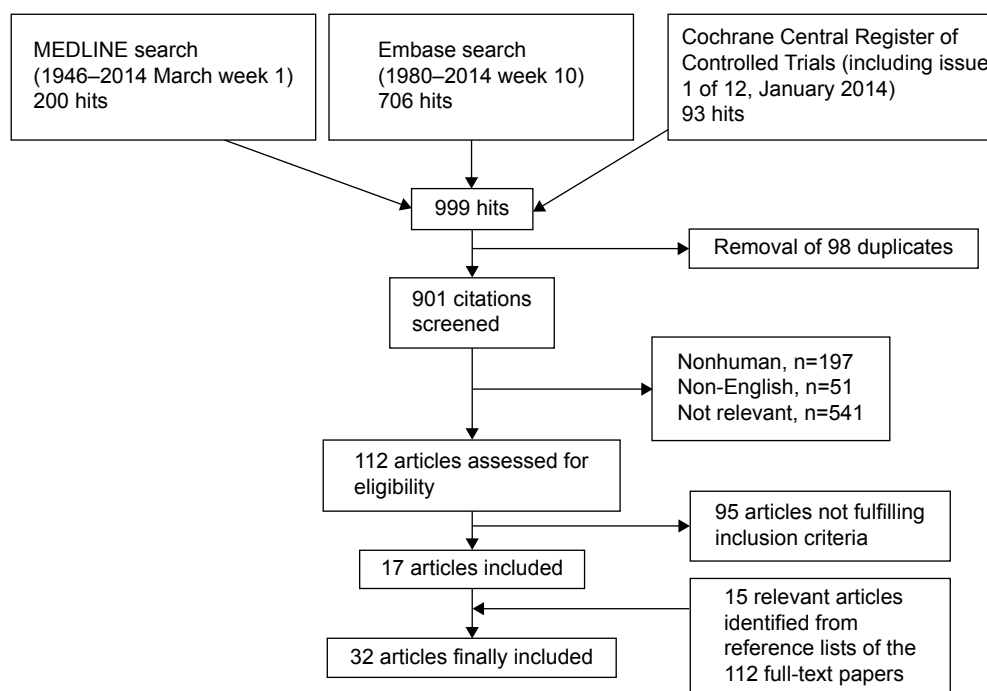 MEDLINE search
(1946–2014 March week 1)
200 hits
Embase search
(1980–2014 week 10)
706 hits
Cochrane Central Register of
Controlled Trials (including issue
1 of 12, January 2014)
93 hits
999 hits
Removal of 98 duplicates
901 citations
screened
Nonhuman, n=197
Non-English, n=51
Not relevant, n=541
112 articles assessed for
eligibility
95 articles not fulfilling
inclusion criteria
17 articles included
15 relevant articles
identified from
reference lists of the
112 full-text papers
32 articles finally included